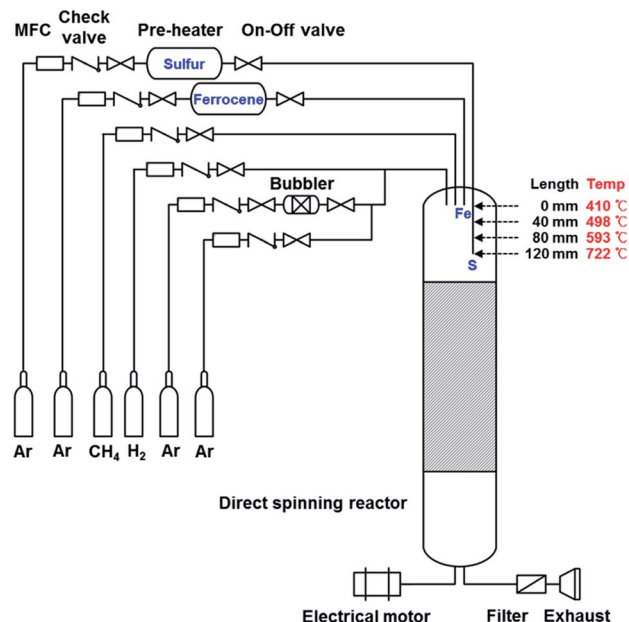 MFC Check valve Pre-heater On-Off valve
Sulfur
Ferrocene
Bubbler
Length Temp
0 mm 410 ℃
40 mm 498 ℃
80 mm 593 ℃
120 mm 722 ℃
Fe
S
Ar Ar CH₄ H₂ Ar Ar
Direct spinning reactor
Electrical motor Filter Exhaust